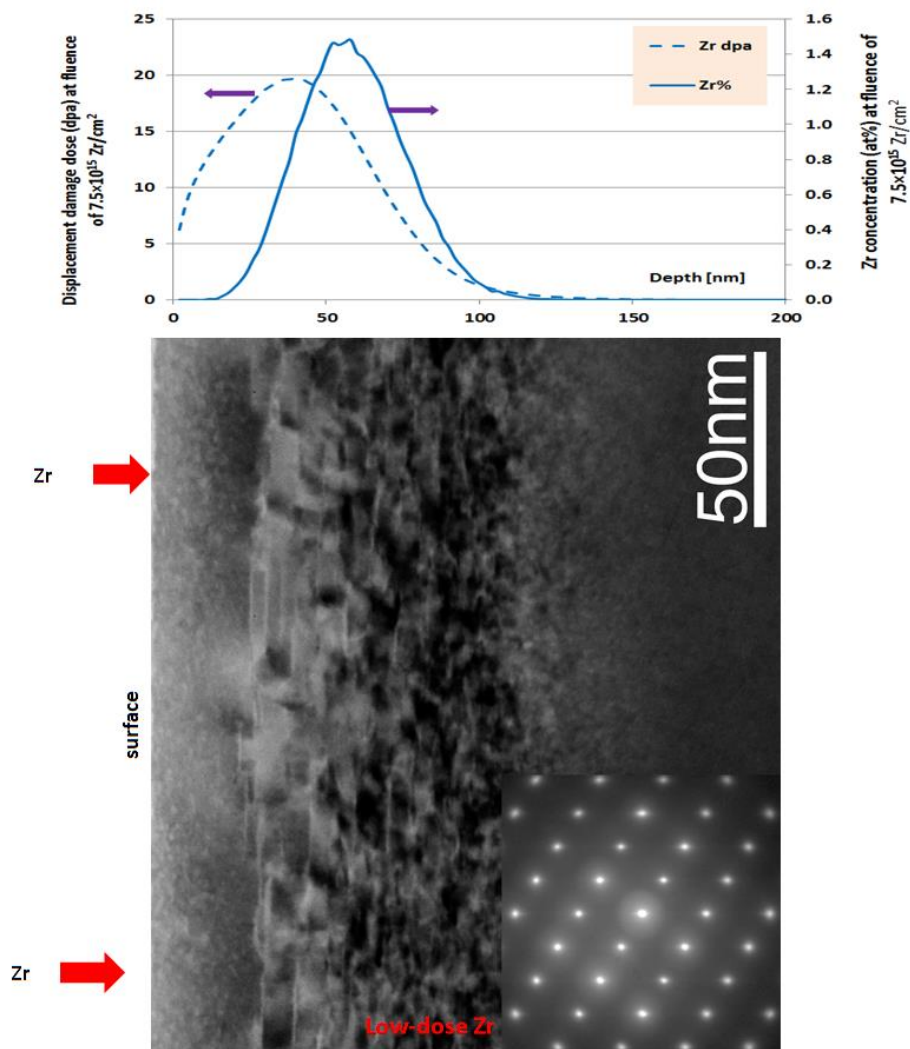 Displacement damage dose (dpa) at fluence
of 7.5×10¹⁵ Zr/cm²
25
20
15
10
5
0
Zr dpa
Zr%
1.6
1.4
1.2
1.0
0.8
0.6
0.4
0.2
0.0
Zr concentration (at%) at fluence of
7.5×10¹⁵ Zr/cm²
Depth [nm]
0
50
100
150
200
50nm
Zr
surface
Zr
Low-dose Zr